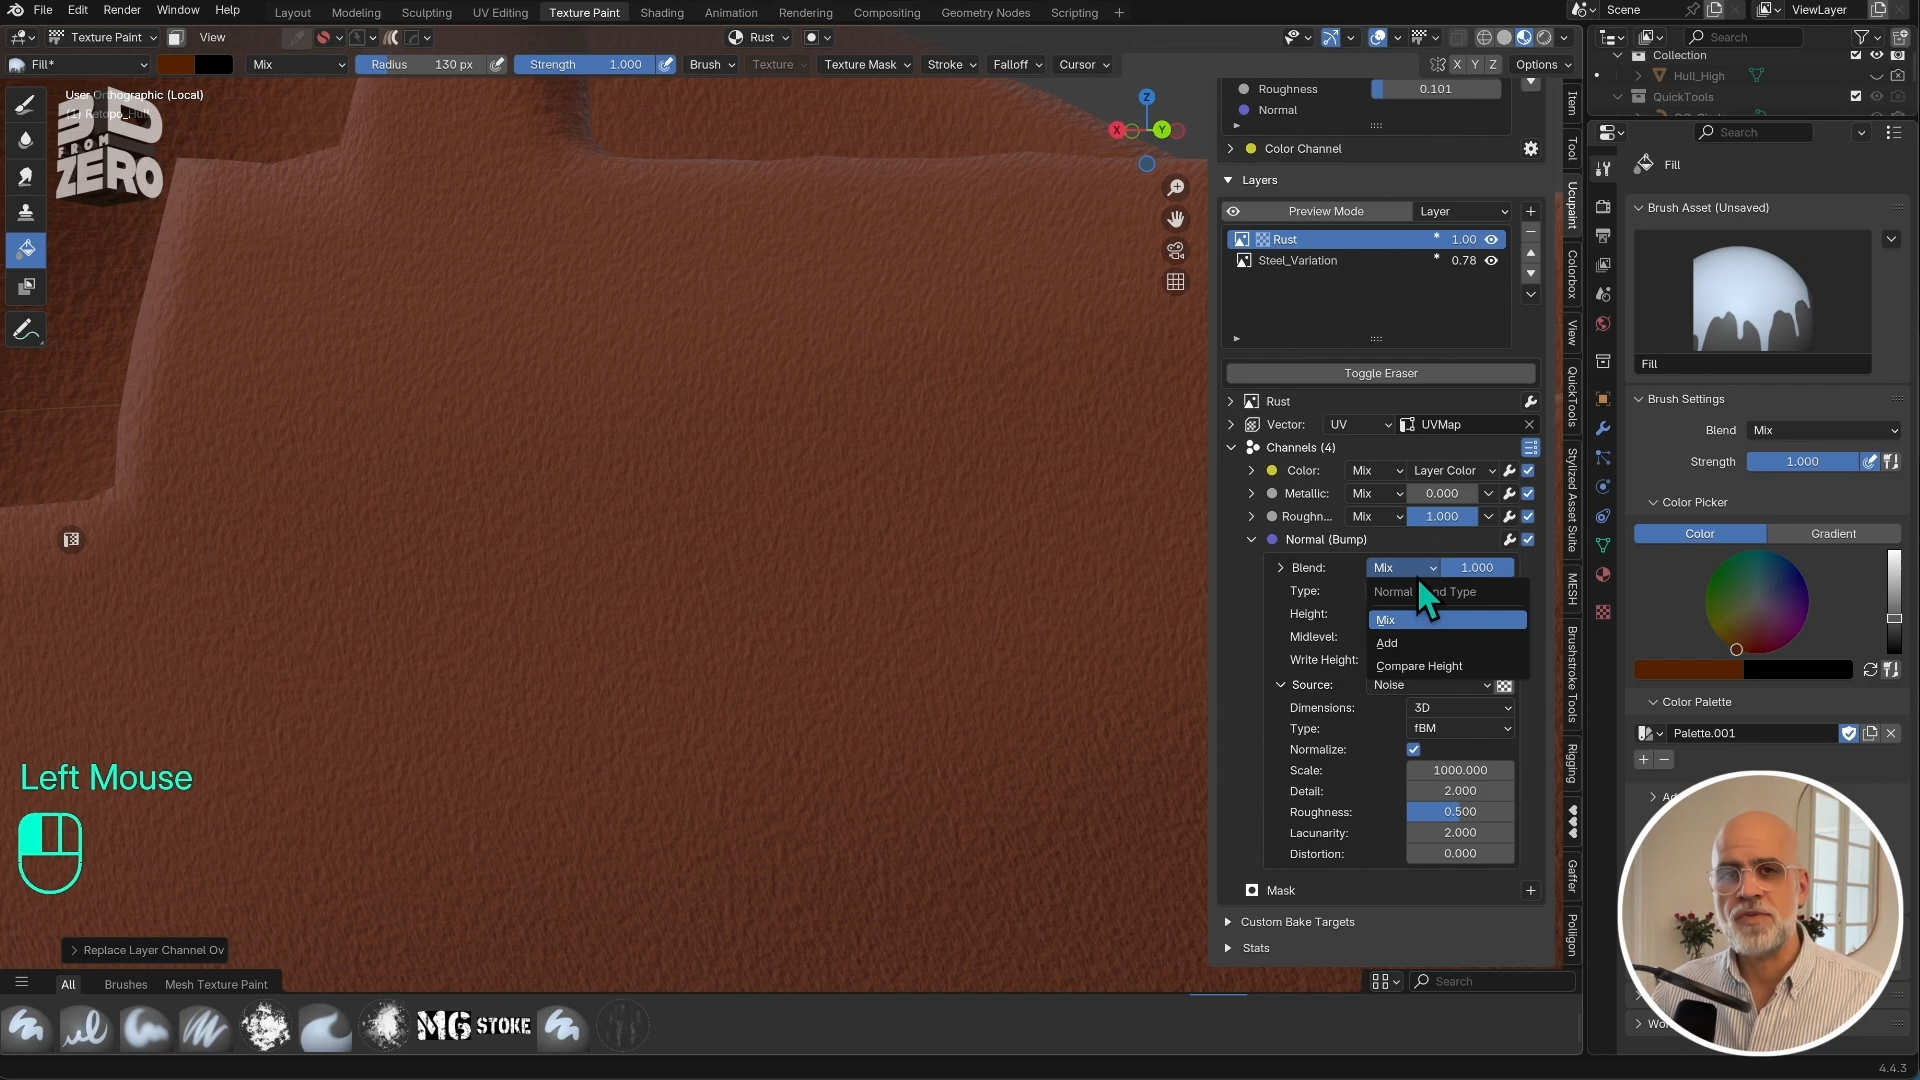 File Edit Render Window Help Layout Modeling Sculpting UV Editing Texture Paint Shading Animation Rendering Compositing Geometry Nodes Scripting + Scene ViewLayer
Texture Paint View Rust Search
Fill* Mix Radius 130 px Strength 1.000 Brush Texture Texture Mask Stroke Falloff Cursor X Y Z Options
Collection
Hull_High
QuickTools
User Orthographic (Local)
(1) Retopo_Hull
3D
FROM
ZERO
Z
X
Y
Roughness 0.101
Normal
Color Channel
Layers
Preview Mode Layer
Rust * 1.00
Steel_Variation * 0.78
Toggle Eraser
Rust
Vector: UV UVMap
Channels (4)
Color: Mix Layer Color
Metallic: Mix 0.000
Roughn... Mix 1.000
Normal (Bump)
Blend: Mix 1.000
Type:
Height:
Midlevel:
Write Height:
Mix
Add
Compare Height
Source: Noise
Dimensions: 3D
Type: fBM
Normalize:
Scale: 1000.000
Detail: 2.000
Roughness: 0.500
Lacunarity: 2.000
Distortion: 0.000
Mask
Custom Bake Targets
Stats
Item
Tool
Ucupaint
Colorbox
View
QuickTools
Stylized Asset Suite
MESH
Brushstroke Tools
Rigging
Gaffer
Poliigon
Search
Fill
Brush Asset (Unsaved)
Fill
Brush Settings
Blend Mix
Strength 1.000
Color Picker
Color Gradient
Color Palette
Palette.001
Left Mouse
Replace Layer Channel Ov
All Brushes Mesh Texture Paint Search
MG STOKE
4.4.3